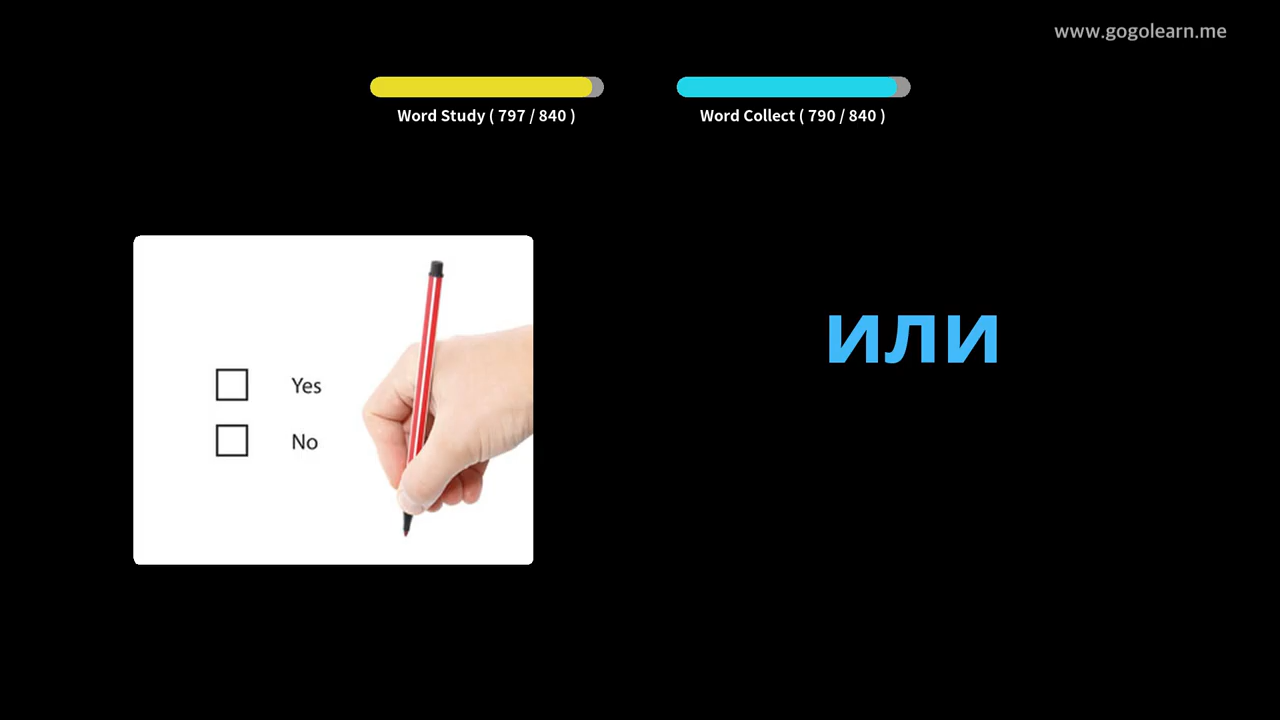 www.gogolearn.me
Word Study ( 797 / 840 )
Word Collect ( 790 / 840 )
Yes
No
или